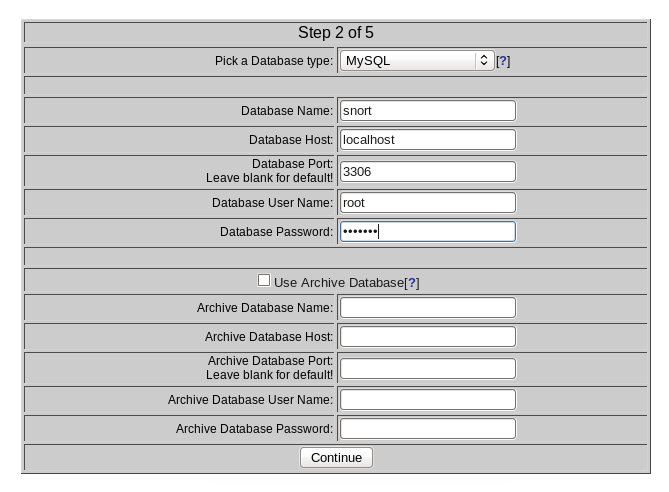 Step 2 of 5
Pick a Database type: MySQL [?]
Database Name: snort
Database Host: localhost
Database Port: 3306
Leave blank for default!
Database User Name: root
Database Password: •••••••
Use Archive Database[?]
Archive Database Name:
Archive Database Host:
Archive Database Port:
Leave blank for default!
Archive Database User Name:
Archive Database Password:
Continue